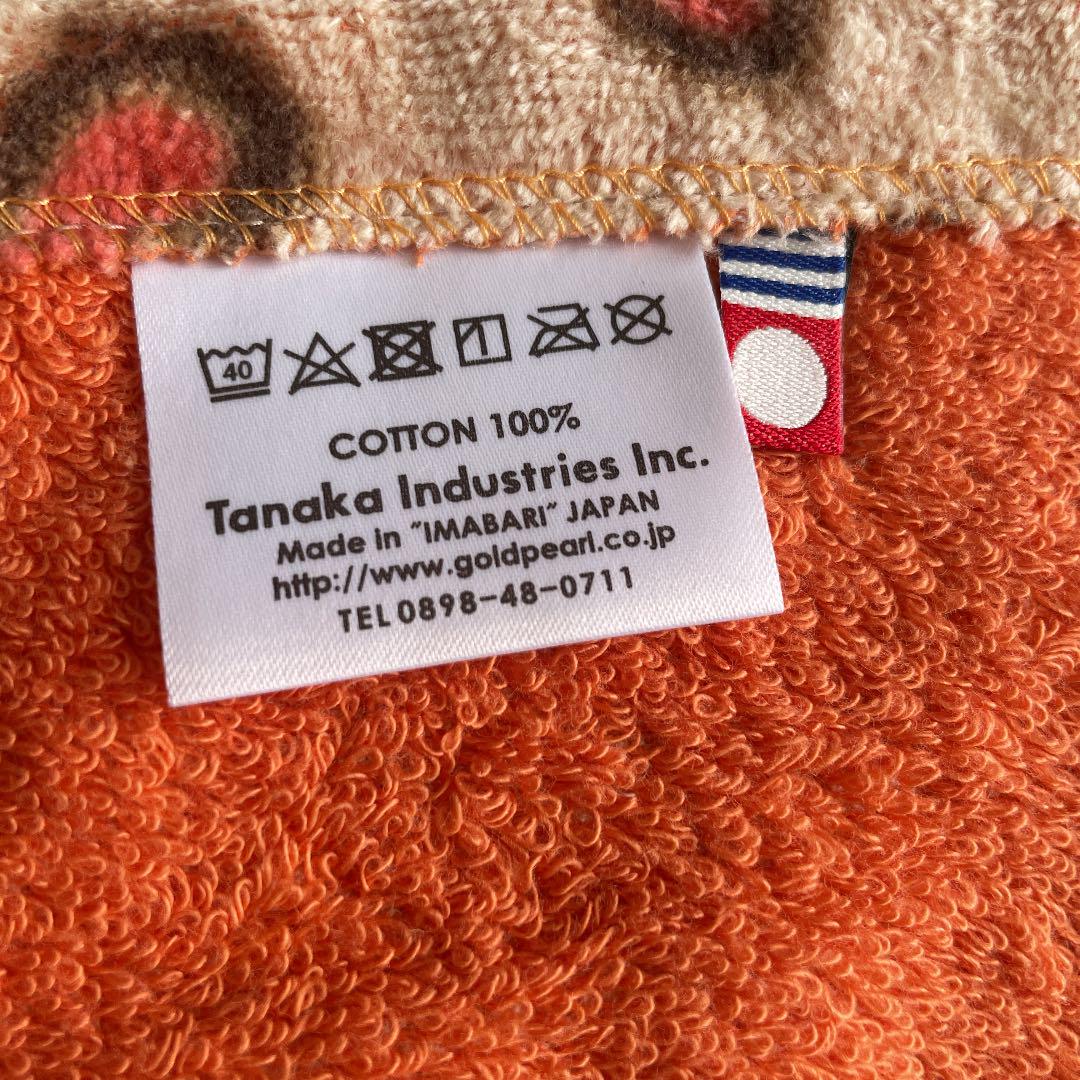 40
COTTON 100%
Tanaka Industries Inc.
Made in "IMABARI" JAPAN
http://www.goldpearl.co.jp
TEL 0898-48-0711